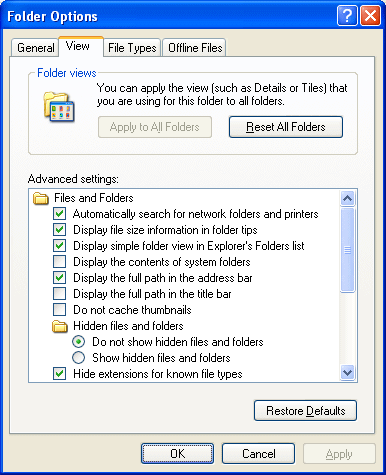 Folder Options
?
General
View
File Types
Offline Files
Folder views
You can apply the view (such as Details or Tiles) that
you are using for this folder to all folders.
Apply to All Folders
Reset All Folders
Advanced settings:
Files and Folders
Automatically search for network folders and printers
Display file size information in folder tips
Display simple folder view in Explorer's Folders list
Display the contents of system folders
Display the full path in the address bar
Display the full path in the title bar
Do not cache thumbnails
Hidden files and folders
Do not show hidden files and folders
Show hidden files and folders
Hide extensions for known file types
Restore Defaults
OK
Cancel
Apply